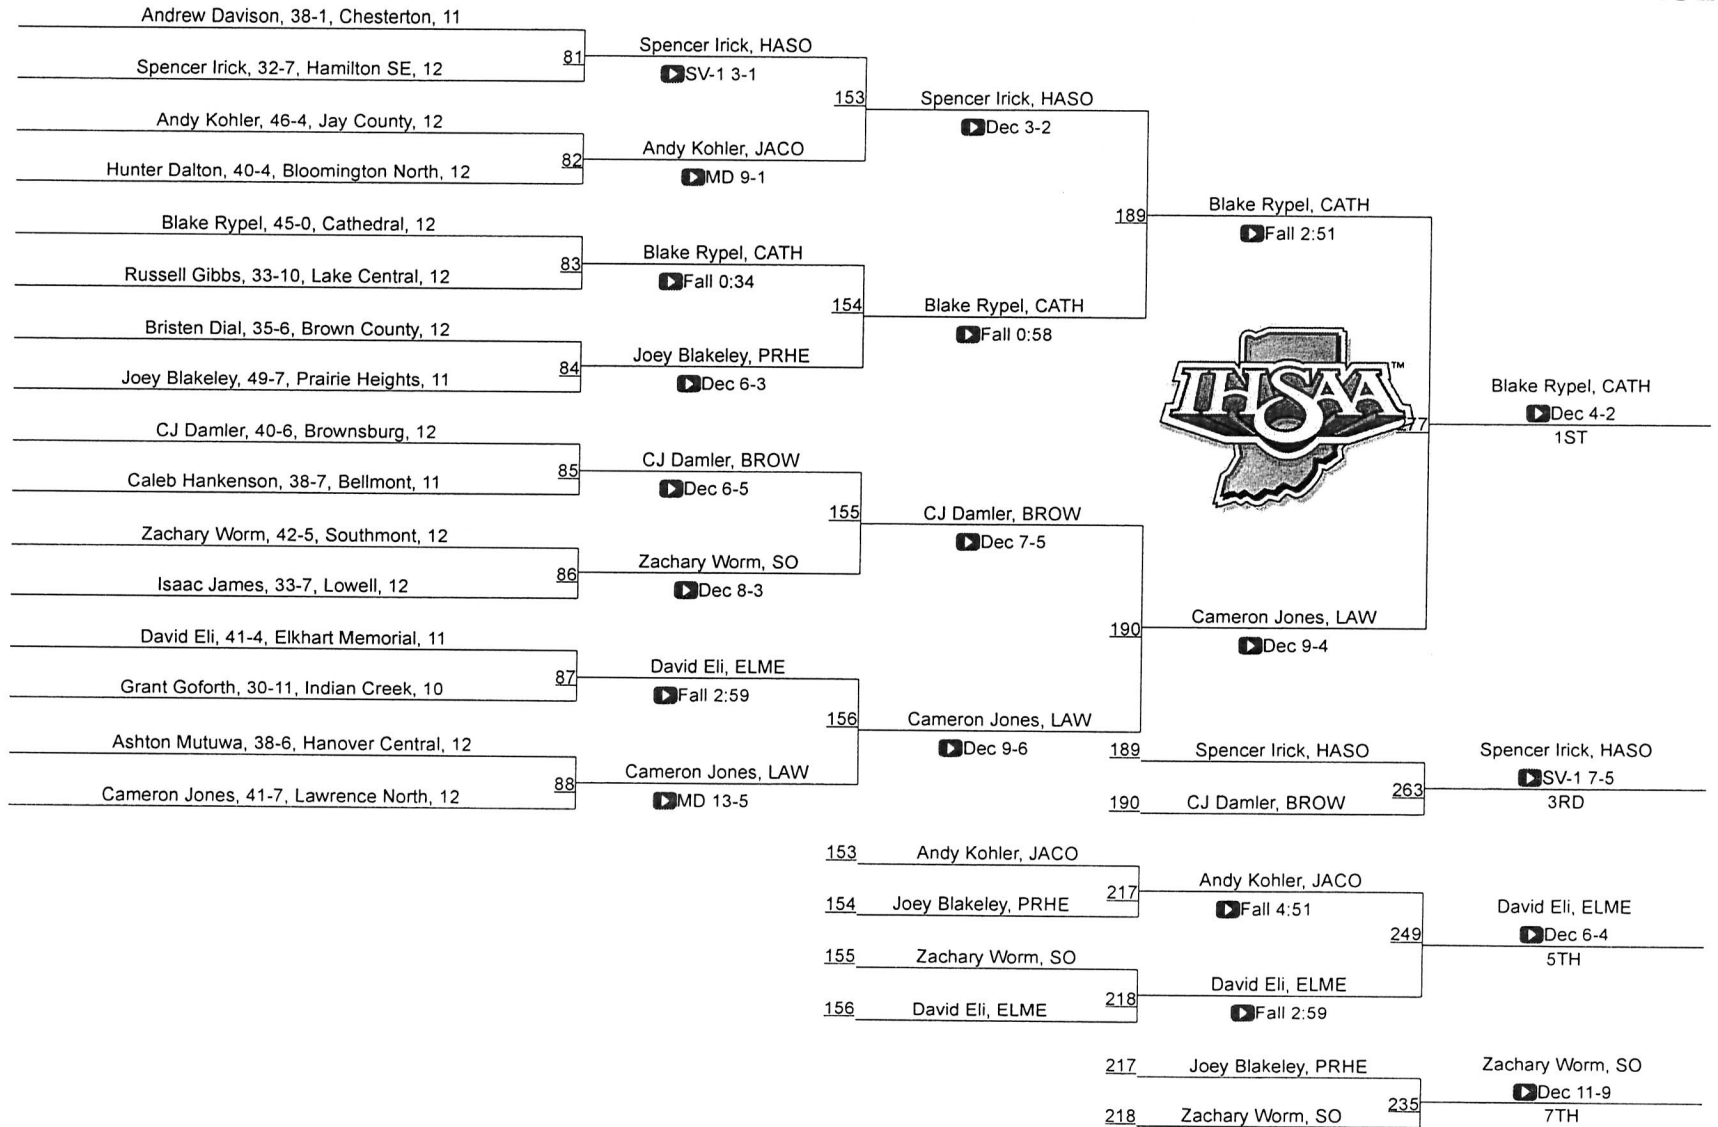 Andrew Davison, 38-1, Chesterton, 11
81
Spencer Irick, 32-7, Hamilton SE, 12
Spencer Irick, HASO
SV-1 3-1
153
Andy Kohler, 46-4, Jay County, 12
82
Hunter Dalton, 40-4, Bloomington North, 12
Andy Kohler, JACO
MD 9-1
Spencer Irick, HASO
Dec 3-2
189
Blake Rypel, 45-0, Cathedral, 12
83
Russell Gibbs, 33-10, Lake Central, 12
Blake Rypel, CATH
Fall 0:34
154
Bristen Dial, 35-6, Brown County, 12
84
Joey Blakeley, 49-7, Prairie Heights, 11
Joey Blakeley, PRHE
Dec 6-3
Blake Rypel, CATH
Fall 0:58
Blake Rypel, CATH
Fall 2:51
IHSAA™
277
Blake Rypel, CATH
Dec 4-2
1ST
CJ Damler, 40-6, Brownsburg, 12
85
Caleb Hankenson, 38-7, Bellmont, 11
CJ Damler, BROW
Dec 6-5
155
Zachary Worm, 42-5, Southmont, 12
86
Isaac James, 33-7, Lowell, 12
Zachary Worm, SO
Dec 8-3
CJ Damler, BROW
Dec 7-5
190
David Eli, 41-4, Elkhart Memorial, 11
87
Grant Goforth, 30-11, Indian Creek, 10
David Eli, ELME
Fall 2:59
156
Ashton Mutuwa, 38-6, Hanover Central, 12
88
Cameron Jones, 41-7, Lawrence North, 12
Cameron Jones, LAW
MD 13-5
Cameron Jones, LAW
Dec 9-6
Cameron Jones, LAW
Dec 9-4
189 Spencer Irick, HASO
263
190 CJ Damler, BROW
Spencer Irick, HASO
SV-1 7-5
3RD
153 Andy Kohler, JACO
217
154 Joey Blakeley, PRHE
Andy Kohler, JACO
Fall 4:51
249
155 Zachary Worm, SO
218
156 David Eli, ELME
David Eli, ELME
Fall 2:59
David Eli, ELME
Dec 6-4
5TH
217 Joey Blakeley, PRHE
235
218 Zachary Worm, SO
Zachary Worm, SO
Dec 11-9
7TH